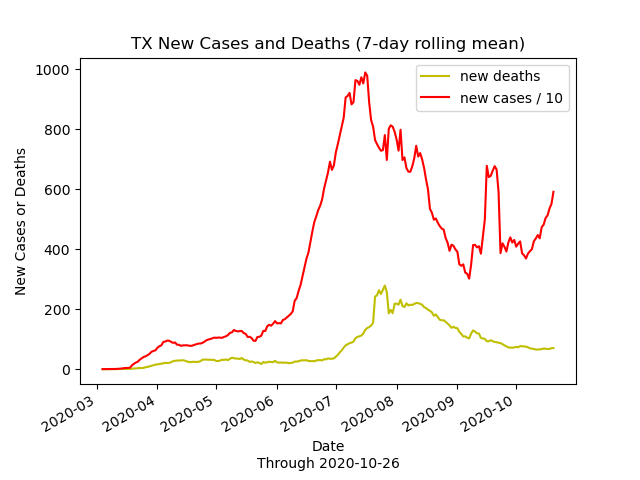 TX New Cases and Deaths (7-day rolling mean)
new deaths
new cases / 10
New Cases or Deaths
1000
800
600
400
200
0
2020-03
2020-04
2020-05
2020-06
2020-07
2020-08
2020-09
2020-10
Date
Through 2020-10-26